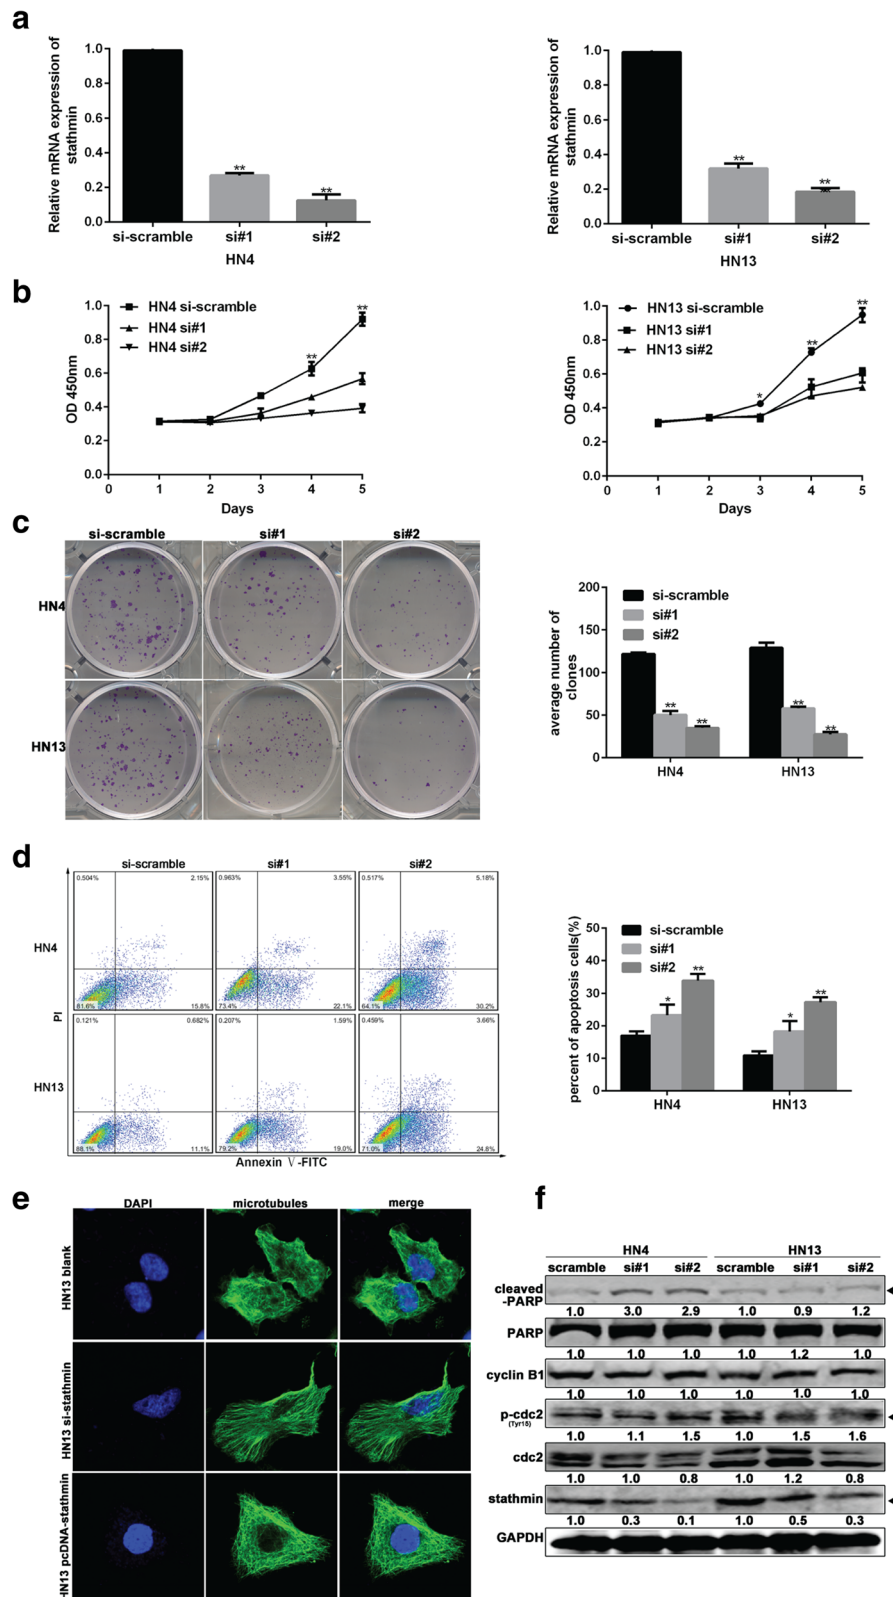 a
Relative mRNA expression of
stathmin
1.0
0.8
0.6
0.4
0.2
0.0
**
**
si-scramble si#1 si#2
HN4
Relative mRNA expression of
stathmin
1.0
0.8
0.6
0.4
0.2
0.0
**
**
si-scramble si#1 si#2
HN13
b
OD 450nm
1.0
0.8
0.6
0.4
0.2
0.0
HN4 si-scramble
HN4 si#1
HN4 si#2
**
**
0 1 2 3 4 5
Days
OD 450nm
1.0
0.8
0.6
0.4
0.2
0.0
HN13 si-scramble
HN13 si#1
HN13 si#2
*
**
**
0 1 2 3 4 5
Days
c
si-scramble si#1 si#2
HN4
HN13
average number of
clones
200
150
100
50
0
si-scramble
si#1
si#2
** **
** **
HN4 HN13
d
si-scramble si#1 si#2
0.504% 2.15% 0.963% 3.55% 0.517% 5.18%
HN4
81.6% 15.8% 73.4% 22.1% 64.1% 30.2%
PI
0.121% 0.682% 0.207% 1.59% 0.459% 3.66%
HN13
88.1% 11.1% 79.2% 19.0% 71.0% 24.8%
Annexin V-FITC
percent of apoptosis cells(%)
50
40
30
20
10
0
si-scramble
si#1
si#2
* **
* **
HN4 HN13
e
DAPI microtubules merge
HN13 blank
HN13 si-stathmin
HN13 pcDNA-stathmin
f
HN4 HN13
scramble si#1 si#2 scramble si#1 si#2
cleaved
-PARP
1.0 3.0 2.9 1.0 0.9 1.2
PARP
1.0 1.0 1.0 1.0 1.2 1.0
cyclin B1
1.0 1.0 1.0 1.0 1.0 1.0
p-cdc2
(Tyr15)
1.0 1.1 1.5 1.0 1.5 1.6
cdc2
1.0 1.0 0.8 1.0 1.2 0.8
stathmin
1.0 0.3 0.1 1.0 0.5 0.3
GAPDH